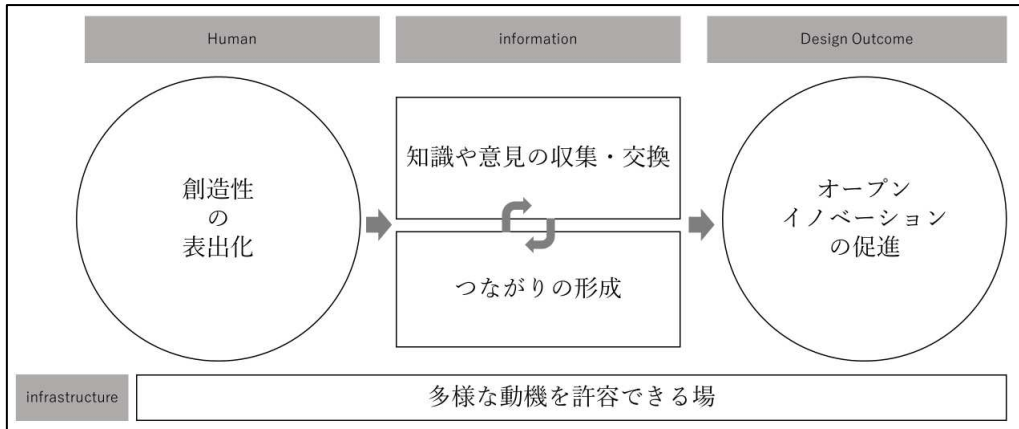 Human
information
Design Outcome
創造性
の
表出化
知識や意見の収集・交換
つながりの形成
オープン
イノベーション
の促進
infrastructure
多様な動機を許容できる場